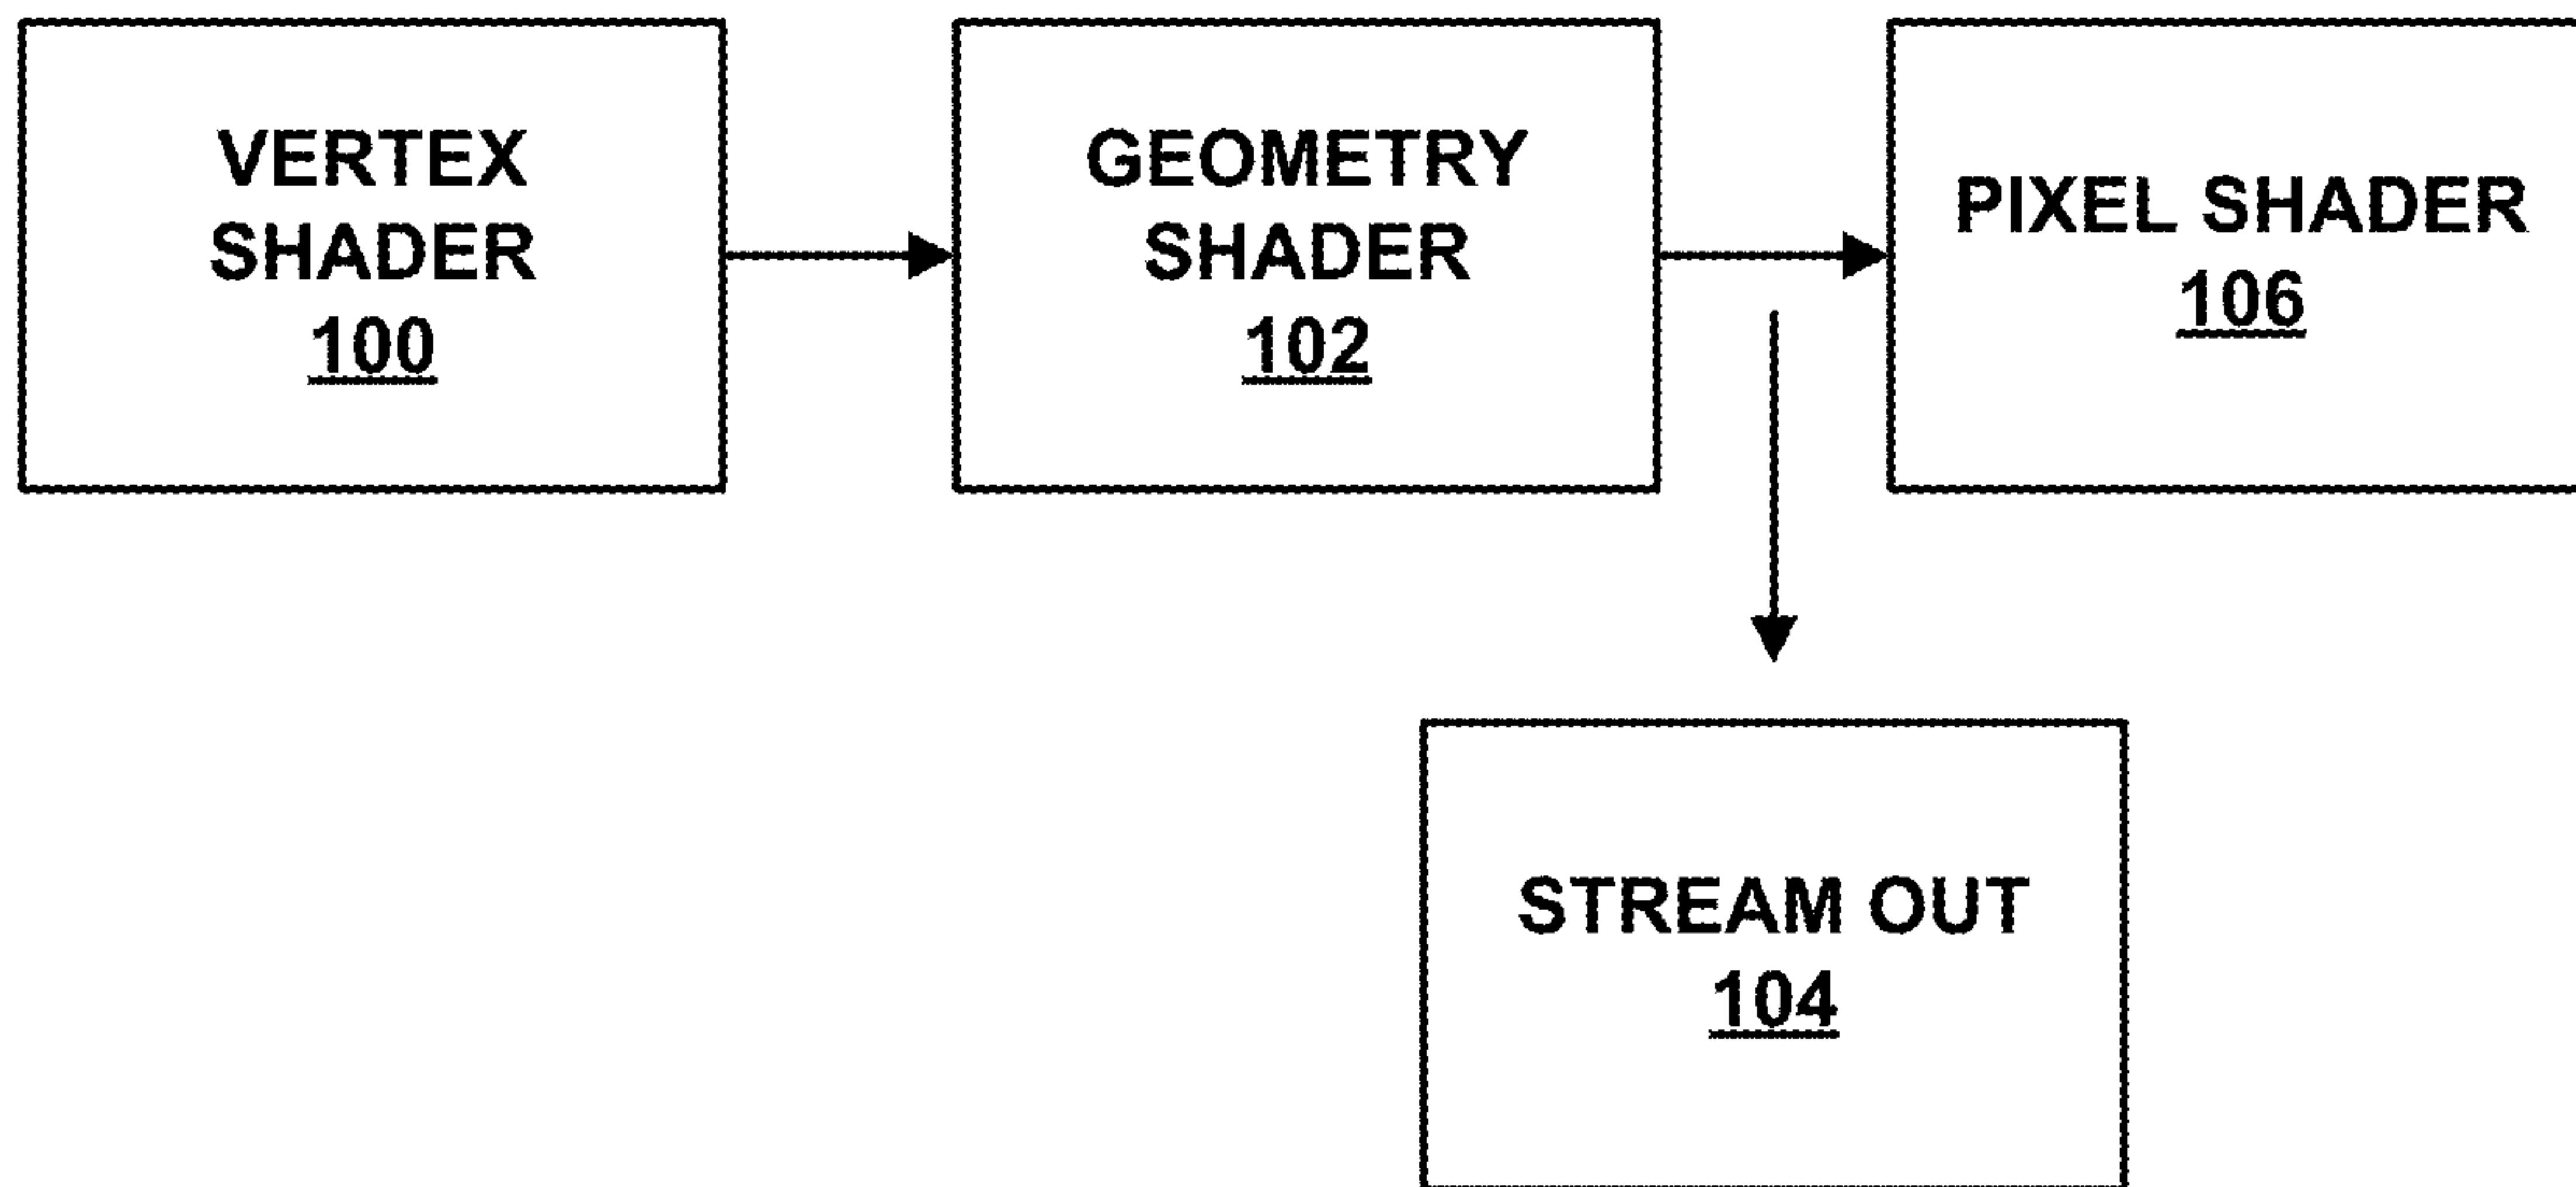 VERTEX
SHADER
100
GEOMETRY
SHADER
102
PIXEL SHADER
106
STREAM OUT
104